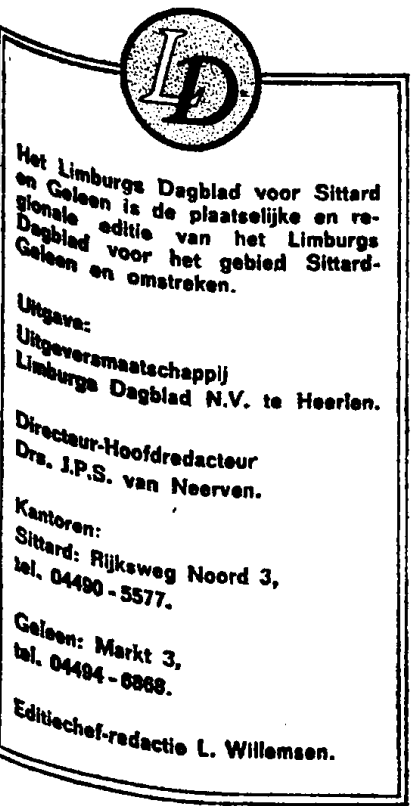 LD
Het Limburgs Dagblad voor Sittard
en Geleen is de plaatselijke en re-
gionale editie van het Limburgs
Dagblad voor het gebied Sittard-
Geleen en omstreken.
Uitgave:
Uitgeversmaatschappij
Limburgs Dagblad N.V. te Heerlen.
Directeur-Hoofdredacteur
Drs. J.P.S. van Neerven.
Kantoren:
Sittard: Rijksweg Noord 3,
tel. 04490 - 5577.
Geleen: Markt 3,
tel. 04494 - 6868.
Editiechef-redactie L. Willemsen.